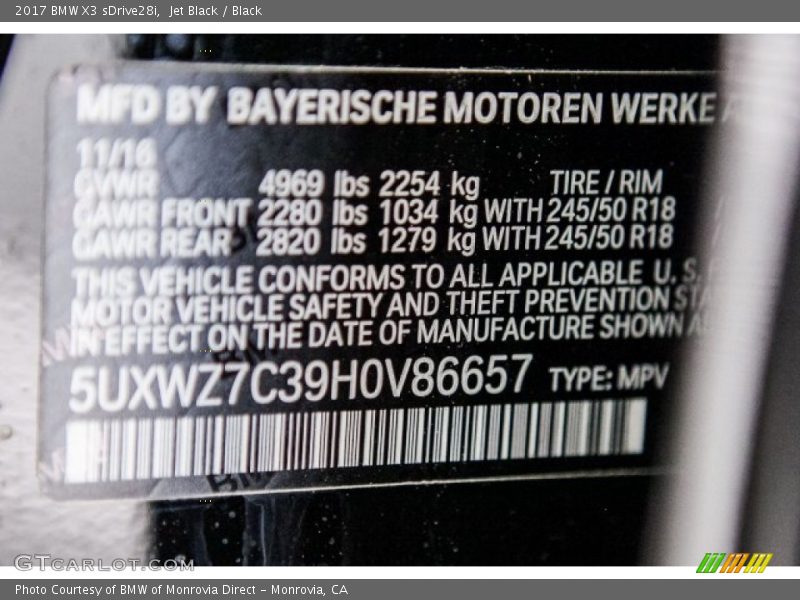 2017 BMW X3 sDrive28i, Jet Black / Black
MFD BY BAYERISCHE MOTOREN WERKE
11/16
GVWR 4969 lbs 2254 kg TIRE / RIM
GAWR FRONT 2280 lbs 1034 kg WITH 245/50 R18
GAWR REAR 2820 lbs 1279 kg WITH 245/50 R18
THIS VEHICLE CONFORMS TO ALL APPLICABLE U. S.
MOTOR VEHICLE SAFETY AND THEFT PREVENTION
IN EFFECT ON THE DATE OF MANUFACTURE SHOWN
5UXWZ7C39H0V86657 TYPE: MPV
GTCARLOT.COM
Photo Courtesy of BMW of Monrovia Direct - Monrovia, CA